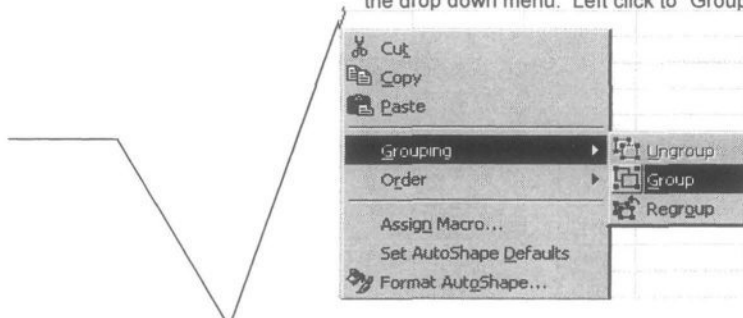 the drop down menu. Left click to "Group
Cut
Copy
Paste
Grouping
Order
Assign Macro...
Set AutoShape Defaults
Format AutoShape...
Ungroup
Group
Regroup